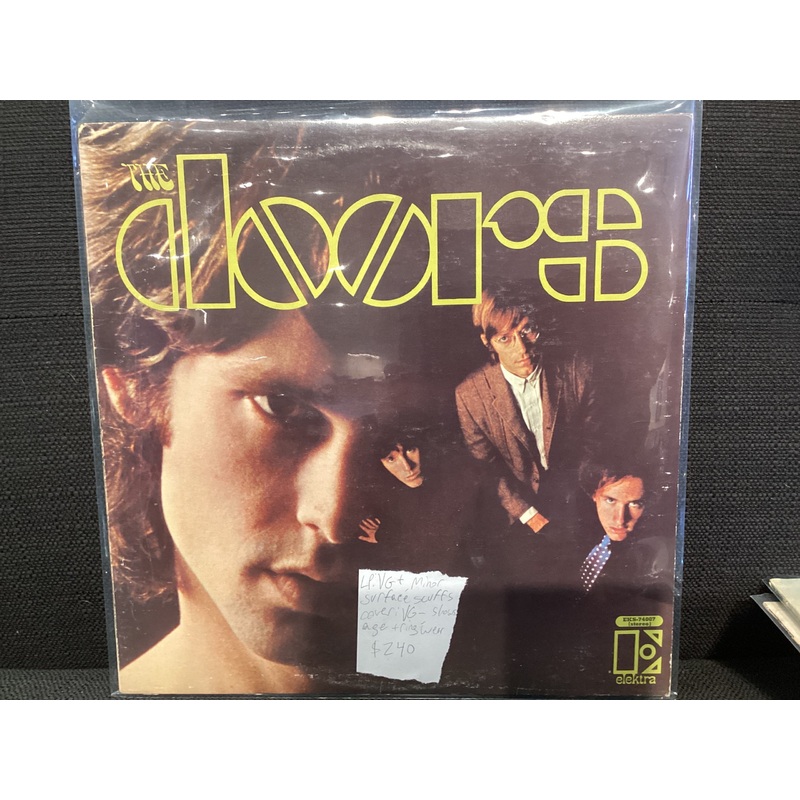 THE
doors
LP: VG+ Minor
surface scuffs
cover: VG- shows
age + ring wear
$240
EKS-74007
(stereo)
elektra